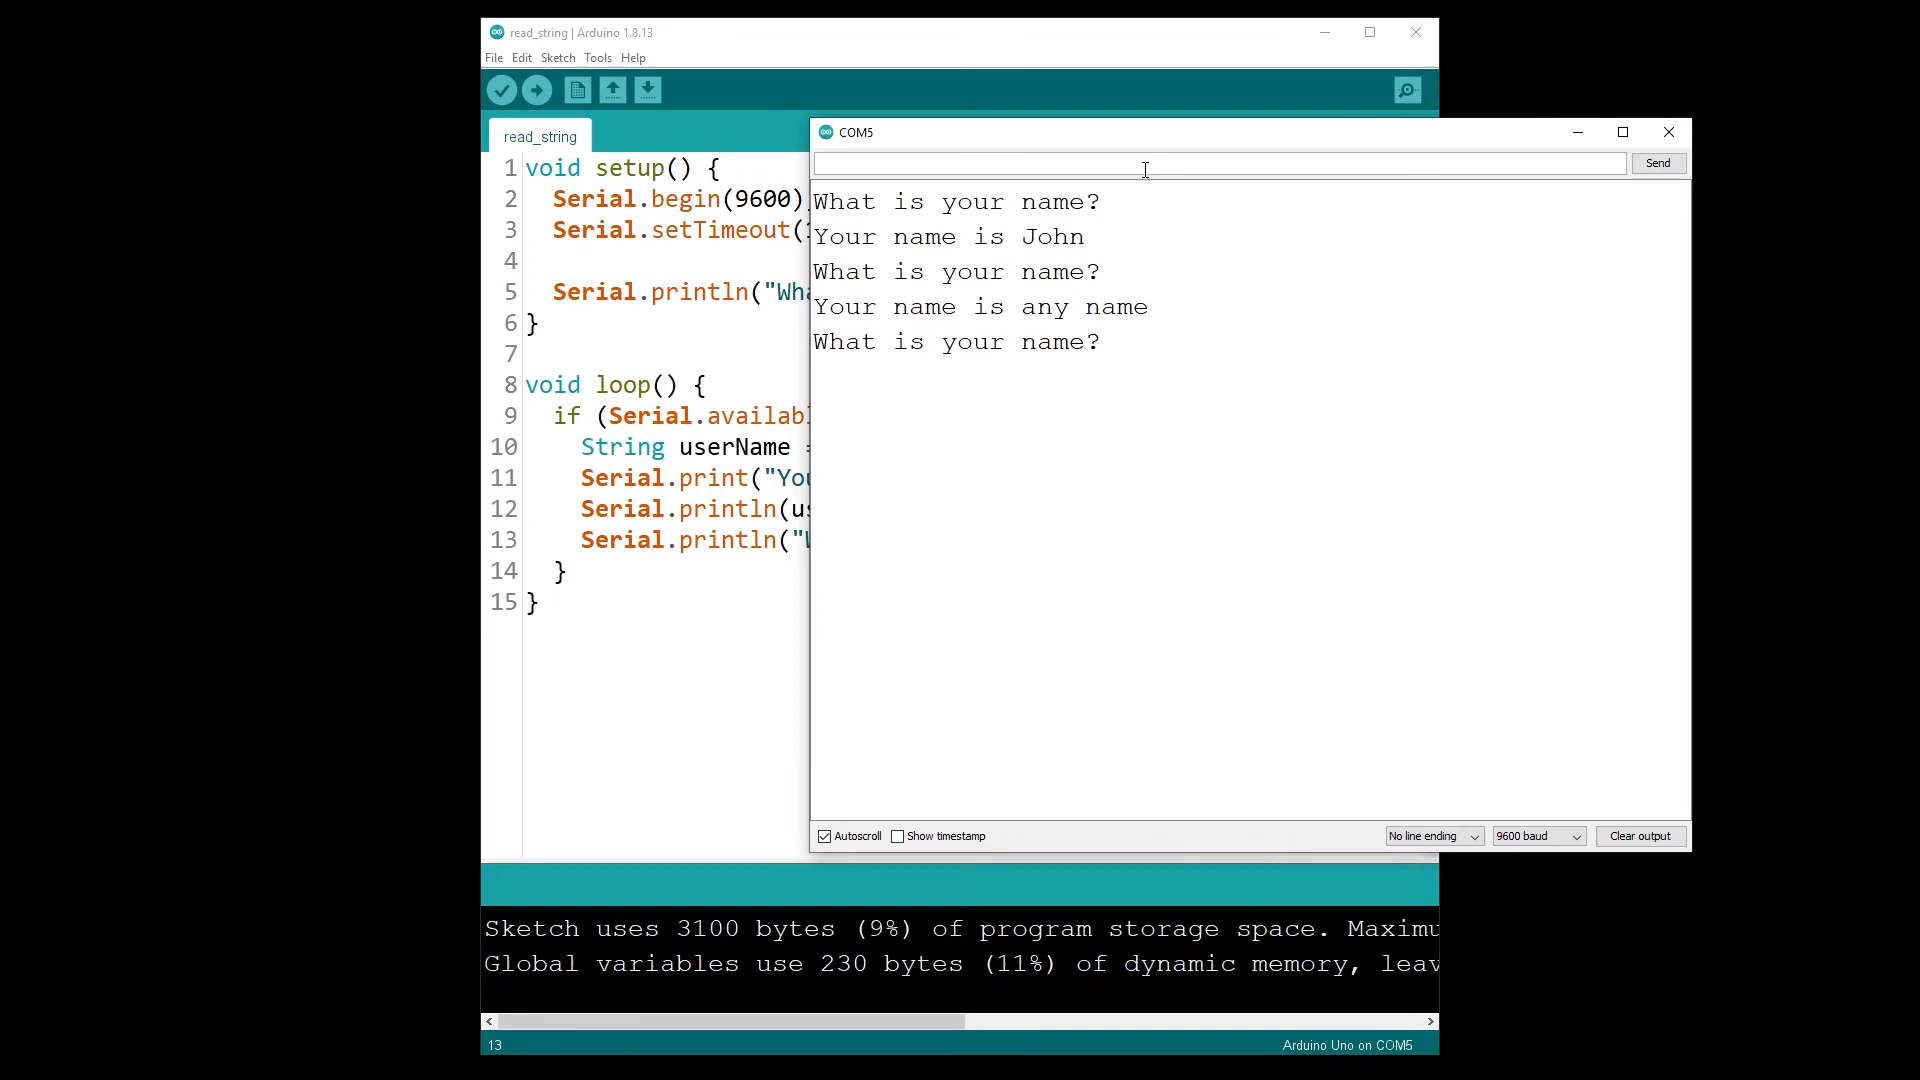 read_string | Arduino 1.8.13
File Edit Sketch Tools Help
read_string
1 void setup() {
2 Serial.begin(9600)
3 Serial.setTimeout(
4
5 Serial.println("Wha
6 }
7
8 void loop() {
9 if (Serial.availabl
10 String userName =
11 Serial.print("You
12 Serial.println(us
13 Serial.println("W
14 }
15 }
COM5
Send
What is your name?
Your name is John
What is your name?
Your name is any name
What is your name?
Autoscroll Show timestamp No line ending 9600 baud Clear output
Sketch uses 3100 bytes (9%) of program storage space. Maximu
Global variables use 230 bytes (11%) of dynamic memory, leav
13 Arduino Uno on COM5